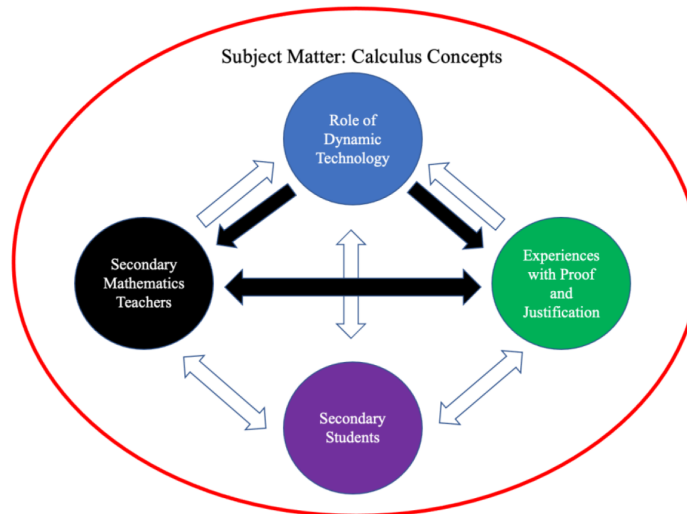 Subject Matter: Calculus Concepts
Role of
Dynamic
Technology
Secondary
Mathematics
Teachers
Experiences
with Proof
and
Justification
Secondary
Students